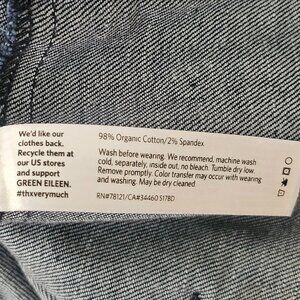 We'd like our
clothes back.
Recycle them at
our US stores
and support
GREEN EILEEN.
#thxverymuch
98% Organic Cotton/2% Spandex
Wash before wearing. We recommend, machine wash
cold, separately, inside out, no bleach. Tumble dry low.
Remove promptly. Color transfer may occur with wearing
and washing. May be dry cleaned
RN#78121/CA#34460 S17BD